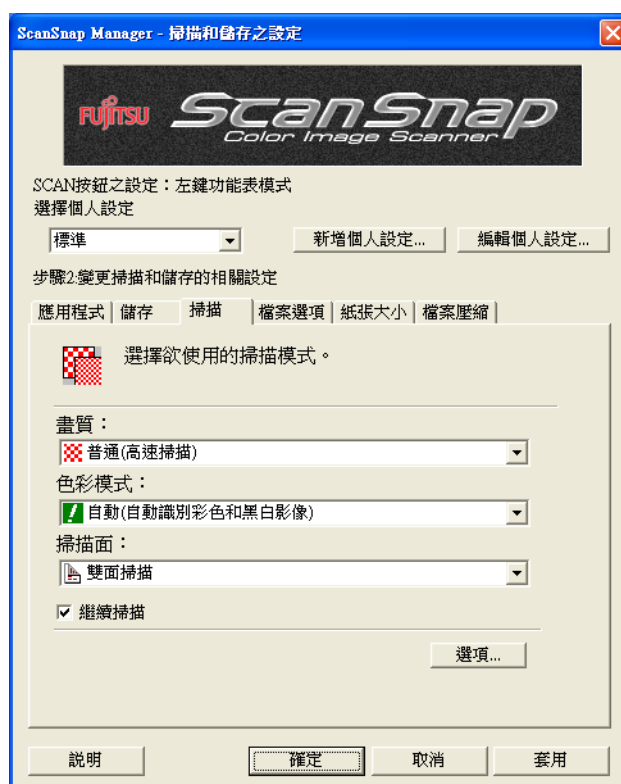 ScanSnap Manager - 掃描和儲存之設定
FUJITSU ScanSnap
Color Image Scanner
SCAN按鈕之設定：左鍵功能表模式
選擇個人設定
標準 新增個人設定... 編輯個人設定...
步驟2:變更掃描和儲存的相關設定
應用程式 儲存 掃描 檔案選項 紙張大小 檔案壓縮
選擇欲使用的掃描模式。
畫質：
普通(高速掃描)
色彩模式：
自動(自動識別彩色和黑白影像)
掃描面：
雙面掃描
繼續掃描
選項...
説明 確定 取消 套用